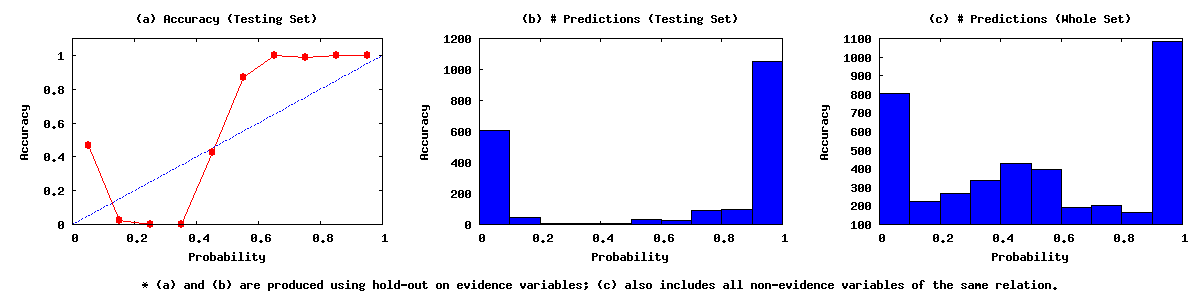 (a) Accuracy (Testing Set)
1
0.8
0.6
0.4
0.2
0
0 0.2 0.4 0.6 0.8 1
Accuracy
Probability
(b) # Predictions (Testing Set)
1200
1000
800
600
400
200
0
0 0.2 0.4 0.6 0.8 1
Accuracy
Probability
(c) # Predictions (Whole Set)
1100
1000
900
800
700
600
500
400
300
200
100
0 0.2 0.4 0.6 0.8 1
Accuracy
Probability
* (a) and (b) are produced using hold-out on evidence variables; (c) also includes all non-evidence variables of the same relation.